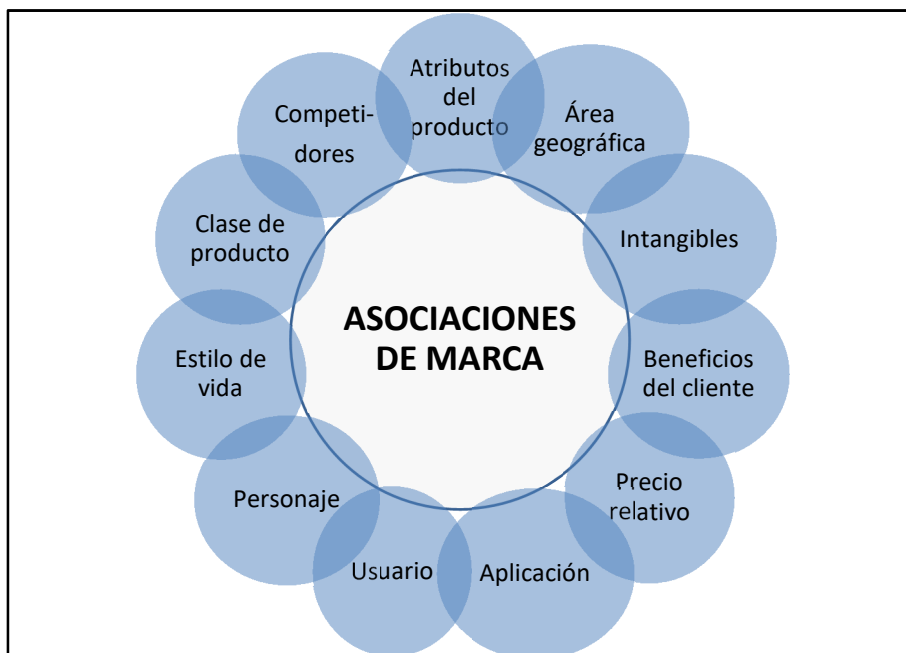 Atributos
del
producto
Área
geográfica
Intangibles
Beneficios
del cliente
Precio
relativo
Aplicación
Usuario
Personaje
Estilo de
vida
Clase de
producto
Competi-
dores
ASOCIACIONES
DE MARCA